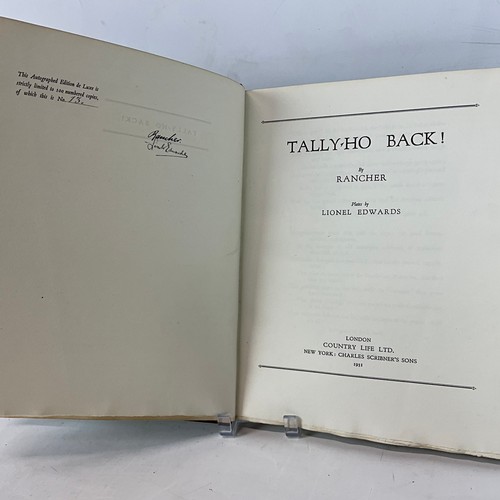 This Autographed Edition de Luxe is
strictly limited to 100 numbered copies,
of which this is No. 73.
Rancher
Lionel Edwards
TALLY-HO BACK!
By
RANCHER
Plates by
LIONEL EDWARDS
LONDON
COUNTRY LIFE LTD.
NEW YORK: CHARLES SCRIBNER'S SONS
1931